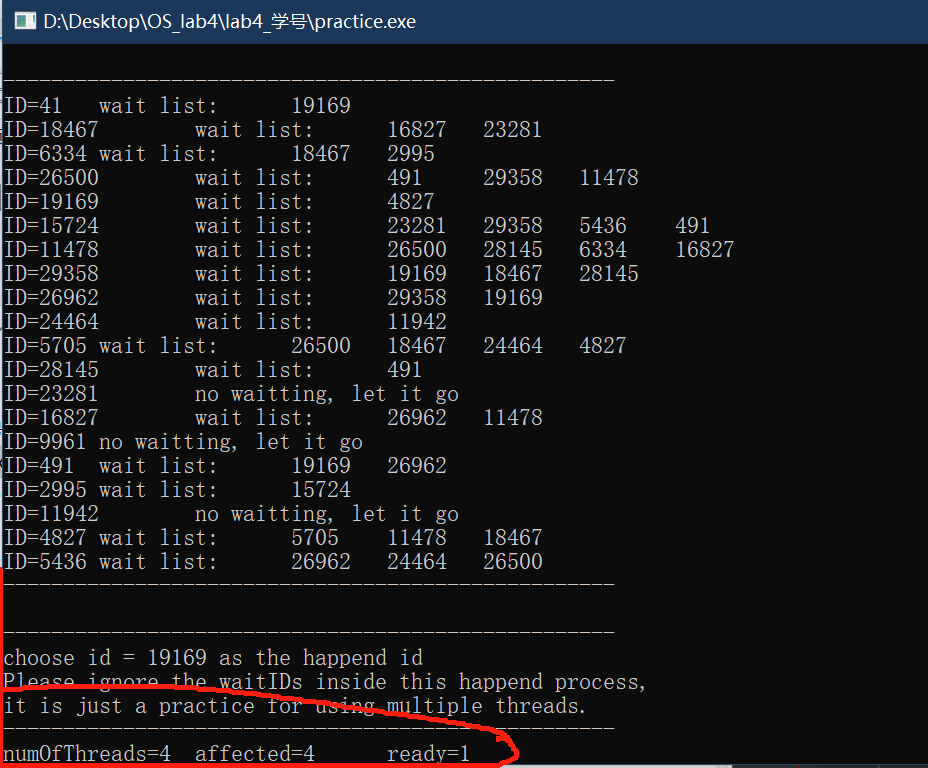 D:\Desktop\OS_lab4\lab4_学号\practice.exe
---------------------------------------------------
ID=41 wait list: 19169
ID=18467 wait list: 16827 23281
ID=6334 wait list: 18467 2995
ID=26500 wait list: 491 29358 11478
ID=19169 wait list: 4827
ID=15724 wait list: 23281 29358 5436 491
ID=11478 wait list: 26500 28145 6334 16827
ID=29358 wait list: 19169 18467 28145
ID=26962 wait list: 29358 19169
ID=24464 wait list: 11942
ID=5705 wait list: 26500 18467 24464 4827
ID=28145 wait list: 491
ID=23281 no waitting, let it go
ID=16827 wait list: 26962 11478
ID=9961 no waitting, let it go
ID=491 wait list: 19169 26962
ID=2995 wait list: 15724
ID=11942 no waitting, let it go
ID=4827 wait list: 5705 11478 18467
ID=5436 wait list: 26962 24464 26500
---------------------------------------------------
---------------------------------------------------
choose id = 19169 as the happend id
Please ignore the waitIDs inside this happend process,
it is just a practice for using multiple threads.
---------------------------------------------------
numOfThreads=4 affected=4 ready=1